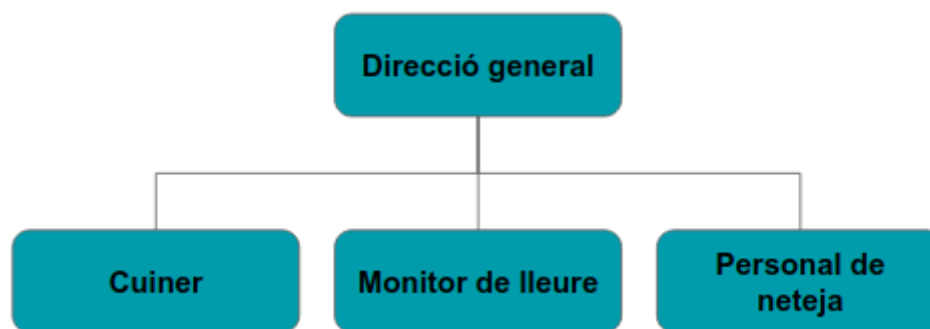 Direcció general
Cuiner
Monitor de lleure
Personal de
neteja